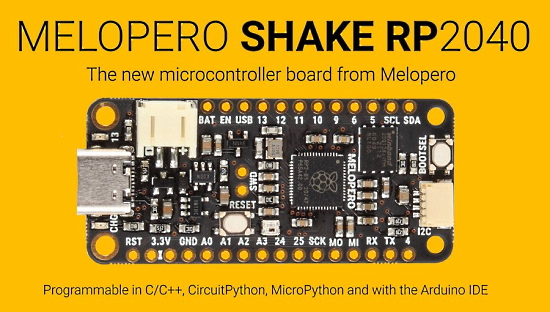 MELOPERO SHAKE RP2040
The new microcontroller board from Melopero
BAT EN USB 13 12 11 10 9 6 5 SCL SDA
13
CHG
SWD
RESET
MELOPERO
BOOTSEL
I2C
RST 3.3V GND A0 A1 A2 A3 24 25 SCK MO MI RX TX 4
Programmable in C/C++, CircuitPython, MicroPython and with the Arduino IDE